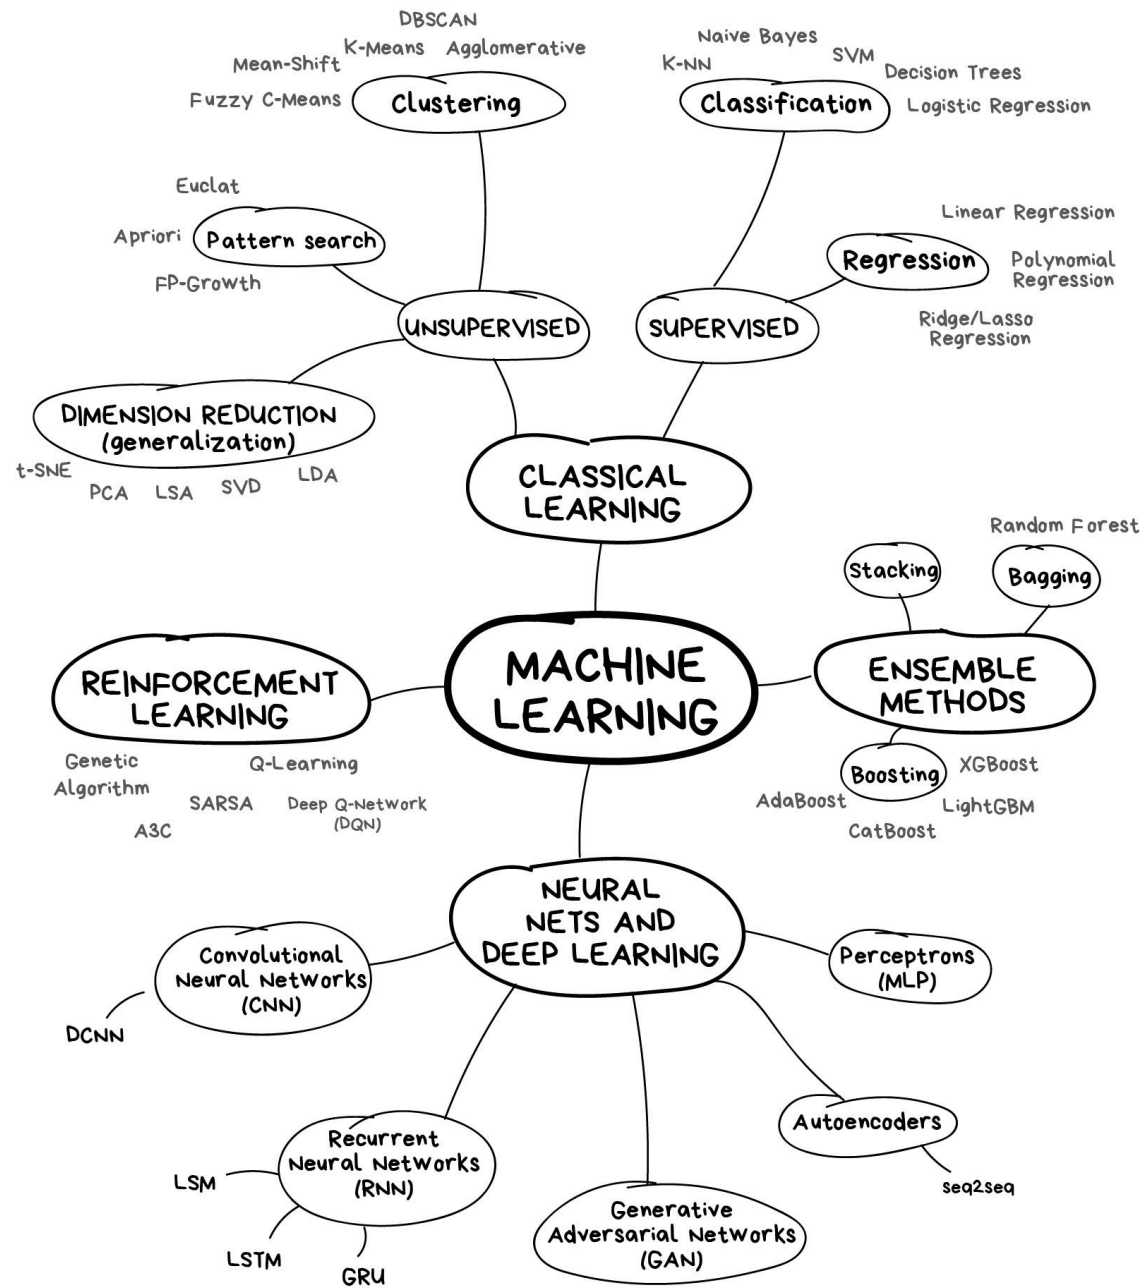 DBSCAN
K-Means
Agglomerative
Mean-Shift
Fuzzy C-Means
Clustering
Naive Bayes
K-NN
SVM
Decision Trees
Classification
Logistic Regression
Euclat
Apriori
Pattern search
FP-Growth
Linear Regression
Regression
Polynomial
Regression
Ridge/Lasso
Regression
UNSUPERVISED
SUPERVISED
DIMENSION REDUCTION
(generalization)
t-SNE
PCA
LSA
SVD
LDA
CLASSICAL
LEARNING
Random Forest
Stacking
Bagging
REINFORCEMENT
LEARNING
MACHINE
LEARNING
ENSEMBLE
METHODS
Genetic
Algorithm
Q-Learning
SARSA
Deep Q-Network
(DQN)
A3C
Boosting
XGBoost
AdaBoost
LightGBM
CatBoost
NEURAL
NETS AND
DEEP LEARNING
Convolutional
Neural Networks
(CNN)
DCNN
Perceptrons
(MLP)
Autoencoders
seq2seq
Recurrent
Neural Networks
(RNN)
LSM
LSTM
GRU
Generative
Adversarial Networks
(GAN)